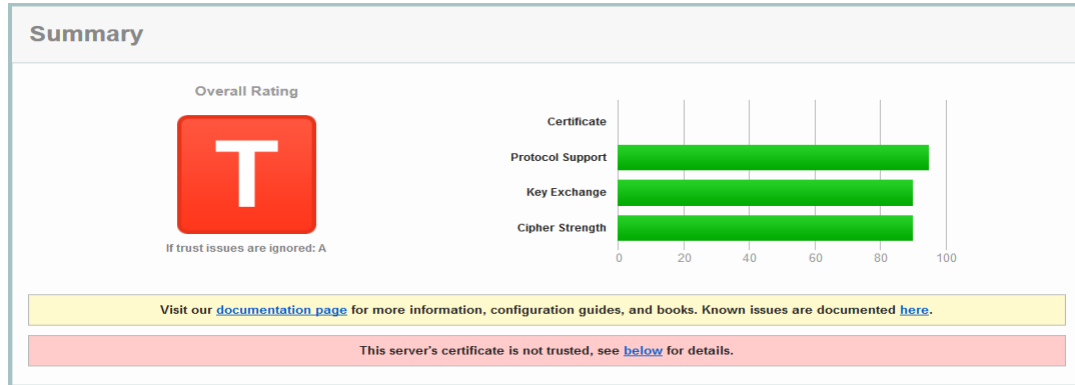 Summary
Overall Rating
T
If trust issues are ignored: A
Certificate
Protocol Support
Key Exchange
Cipher Strength
0 20 40 60 80 100
Visit our documentation page for more information, configuration guides, and books. Known issues are documented here.
This server's certificate is not trusted, see below for details.